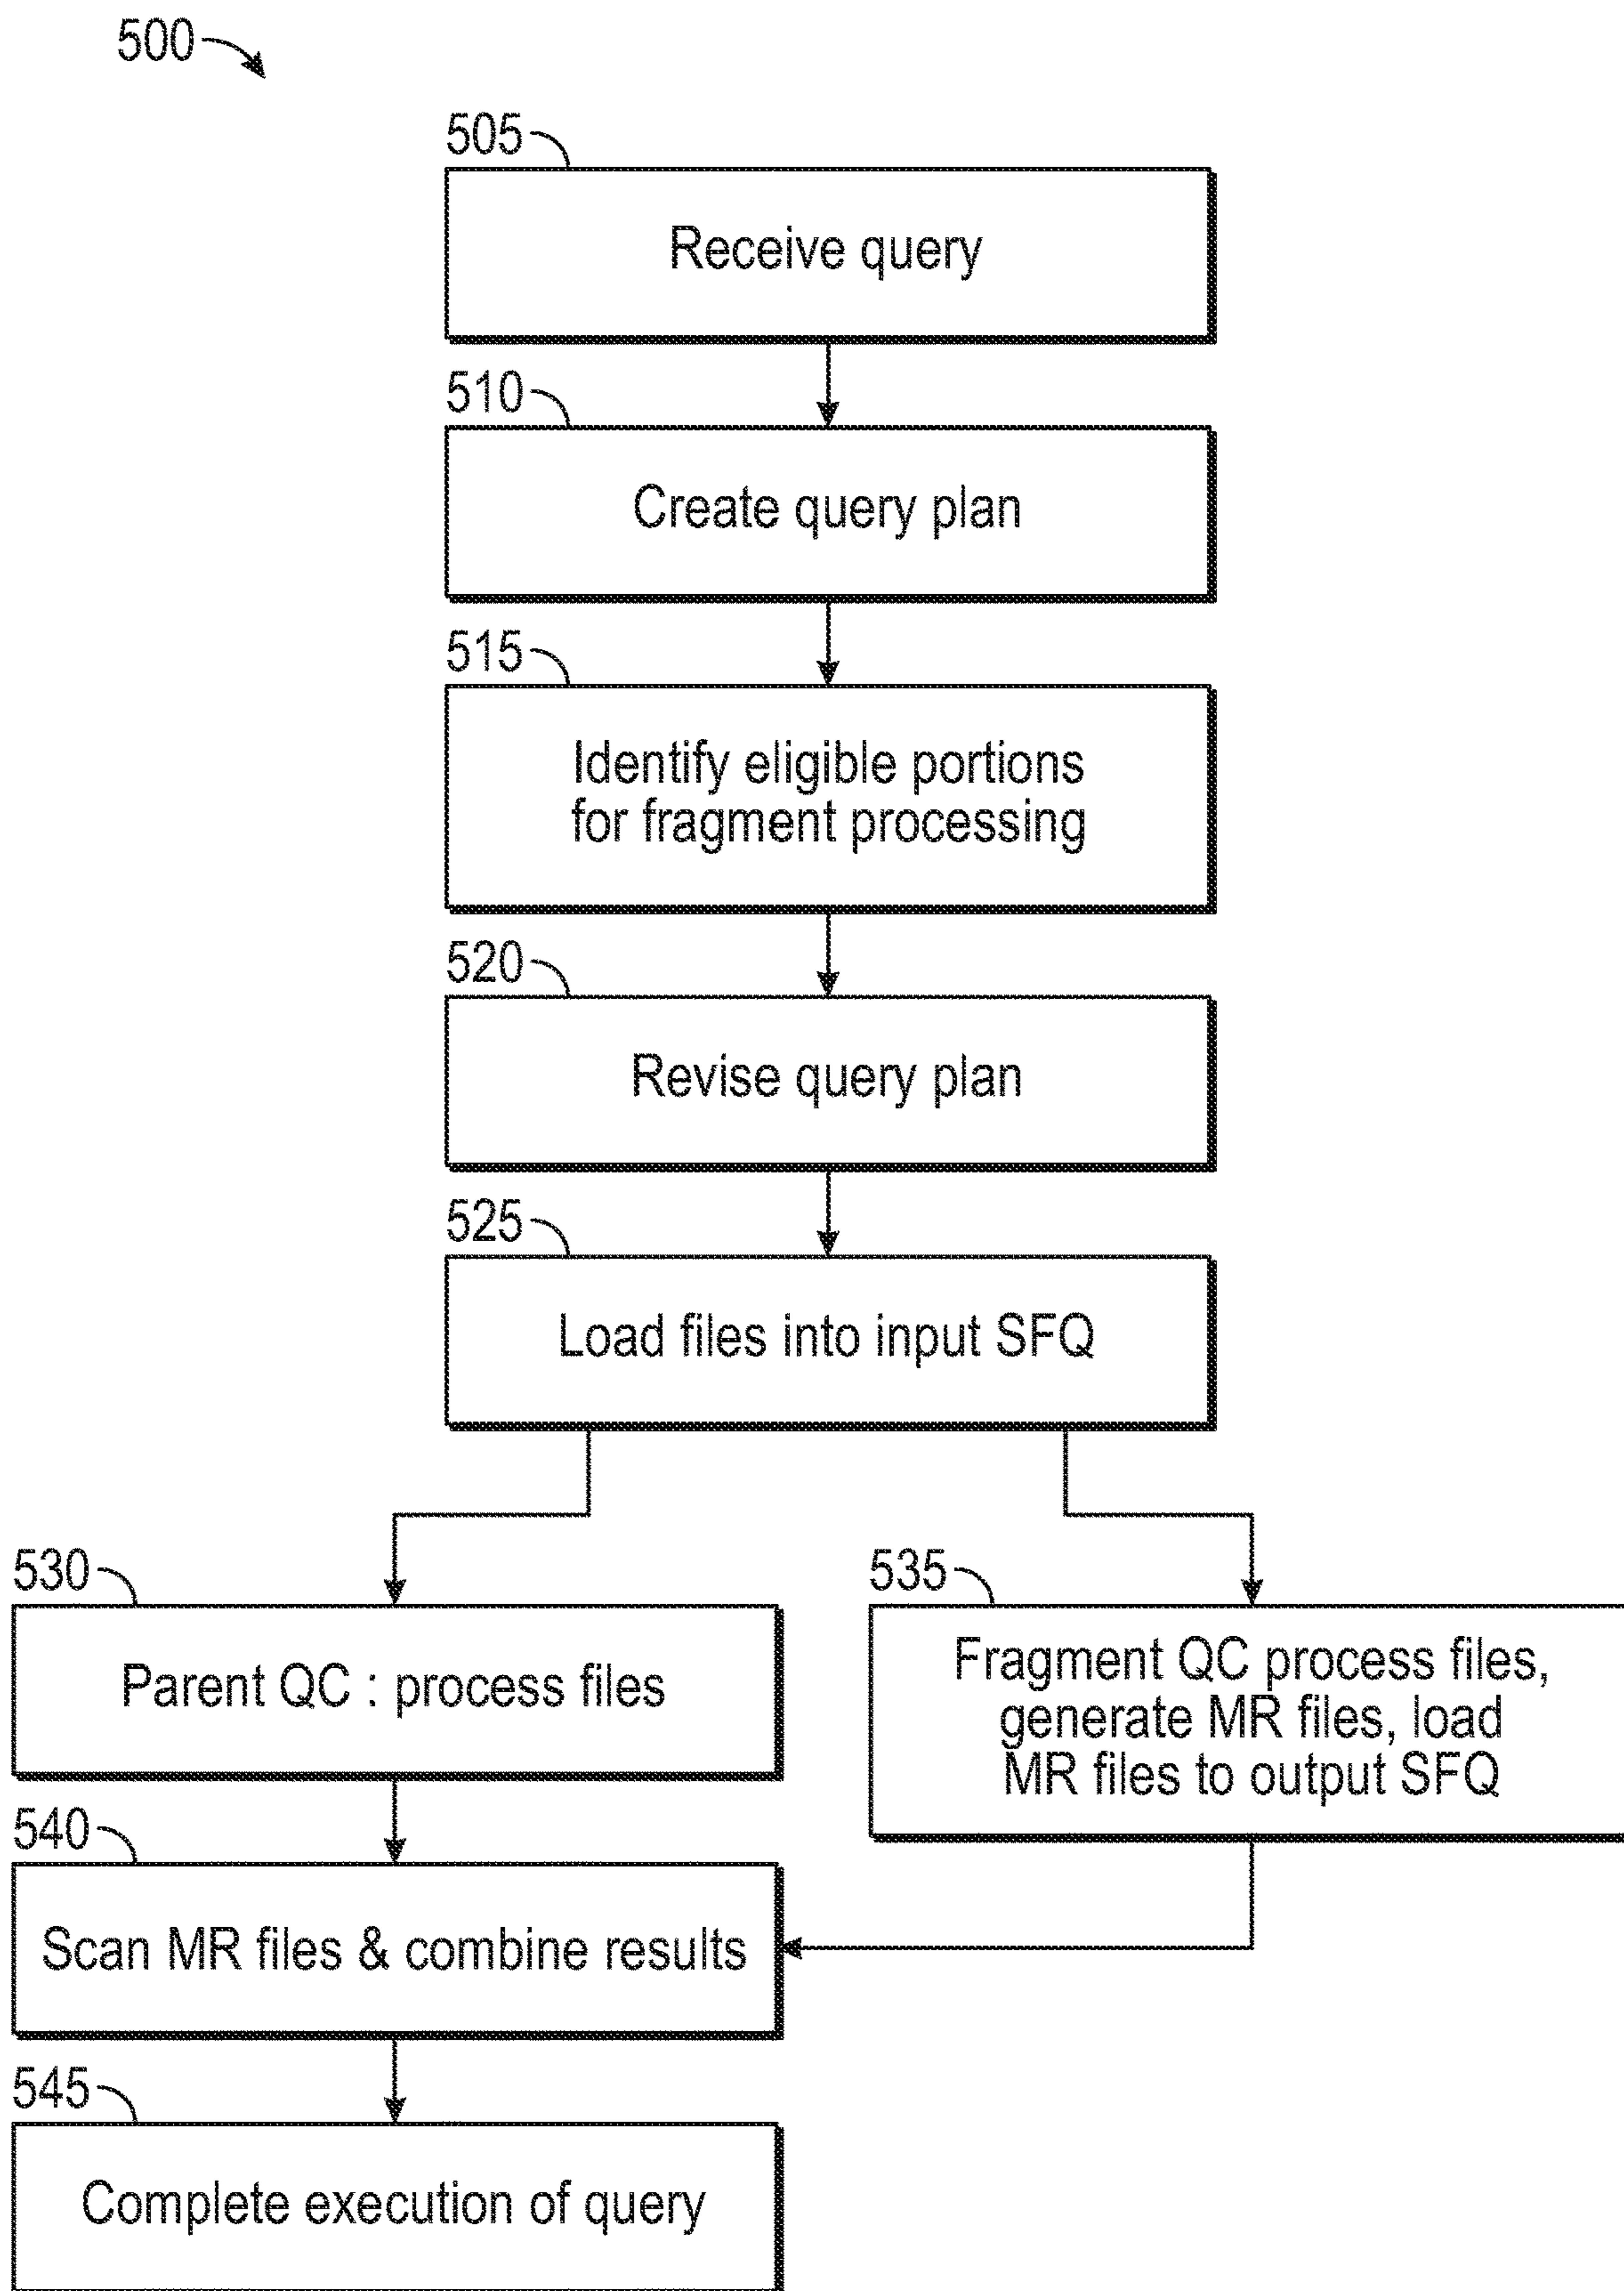 500
505
Receive query
510
Create query plan
515
Identify eligible portions
for fragment processing
520
Revise query plan
525
Load files into input SFQ
530
Parent QC : process files
535
Fragment QC process files,
generate MR files, load
MR files to output SFQ
540
Scan MR files & combine results
545
Complete execution of query